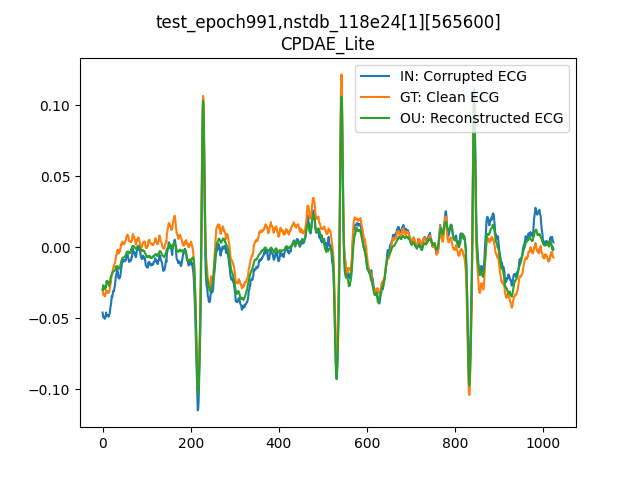 test_epoch991,nstdb_118e24[1][565600]
CPDAE_Lite
IN: Corrupted ECG
GT: Clean ECG
OU: Reconstructed ECG
0.10
0.05
0.00
−0.05
−0.10
0 200 400 600 800 1000